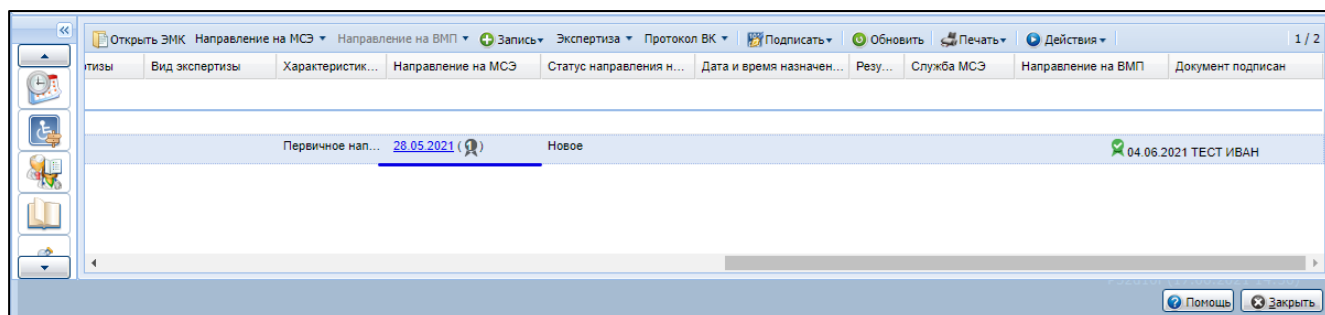 Открыть ЭМК Направление на МСЭ Направление на ВМП Запись Экспертиза Протокол ВК Подписать Обновить Печать Действия 1 / 2
тизы Вид экспертизы Характеристик... Направление на МСЭ Статус направления н... Дата и время назначен... Резу... Служба МСЭ Направление на ВМП Документ подписан
Первичное нап... 28.05.2021 ( ) Новое 04.06.2021 ТЕСТ ИВАН
Помощь Закрыть